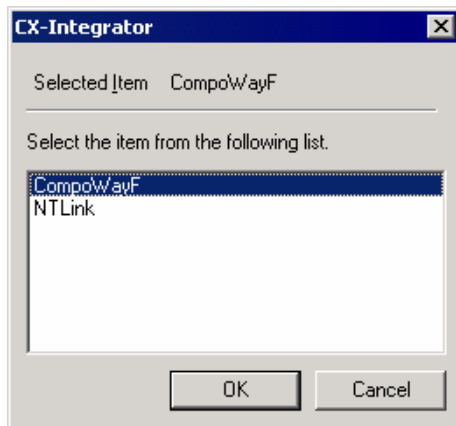 CX-Integrator
Selected Item CompoWayF
Select the item from the following list.
CompoWayF
NTLink
OK Cancel